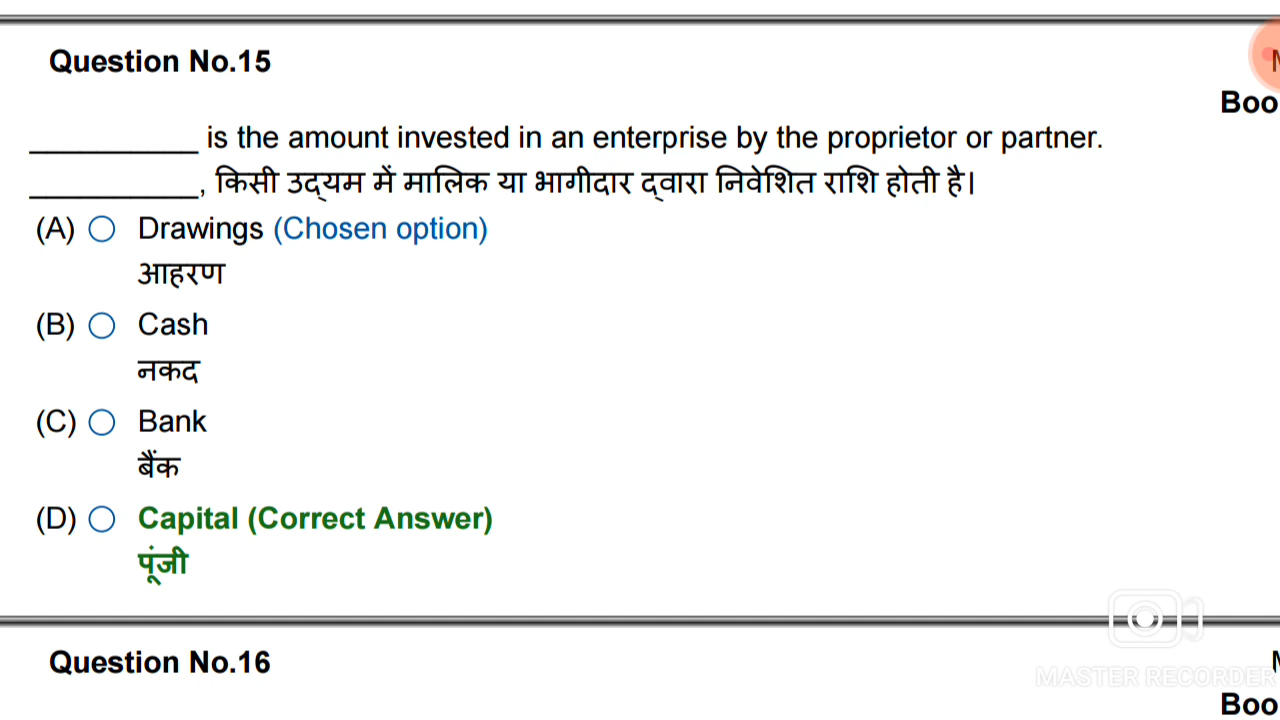 Question No.15
Boo
__________ is the amount invested in an enterprise by the proprietor or partner.
__________, किसी उद्यम में मालिक या भागीदार द्वारा निवेशित राशि होती है।
(A) Drawings (Chosen option)
आहरण
(B) Cash
नकद
(C) Bank
बैंक
(D) Capital (Correct Answer)
पूंजी
Question No.16
MASTER RECORDER
Boo